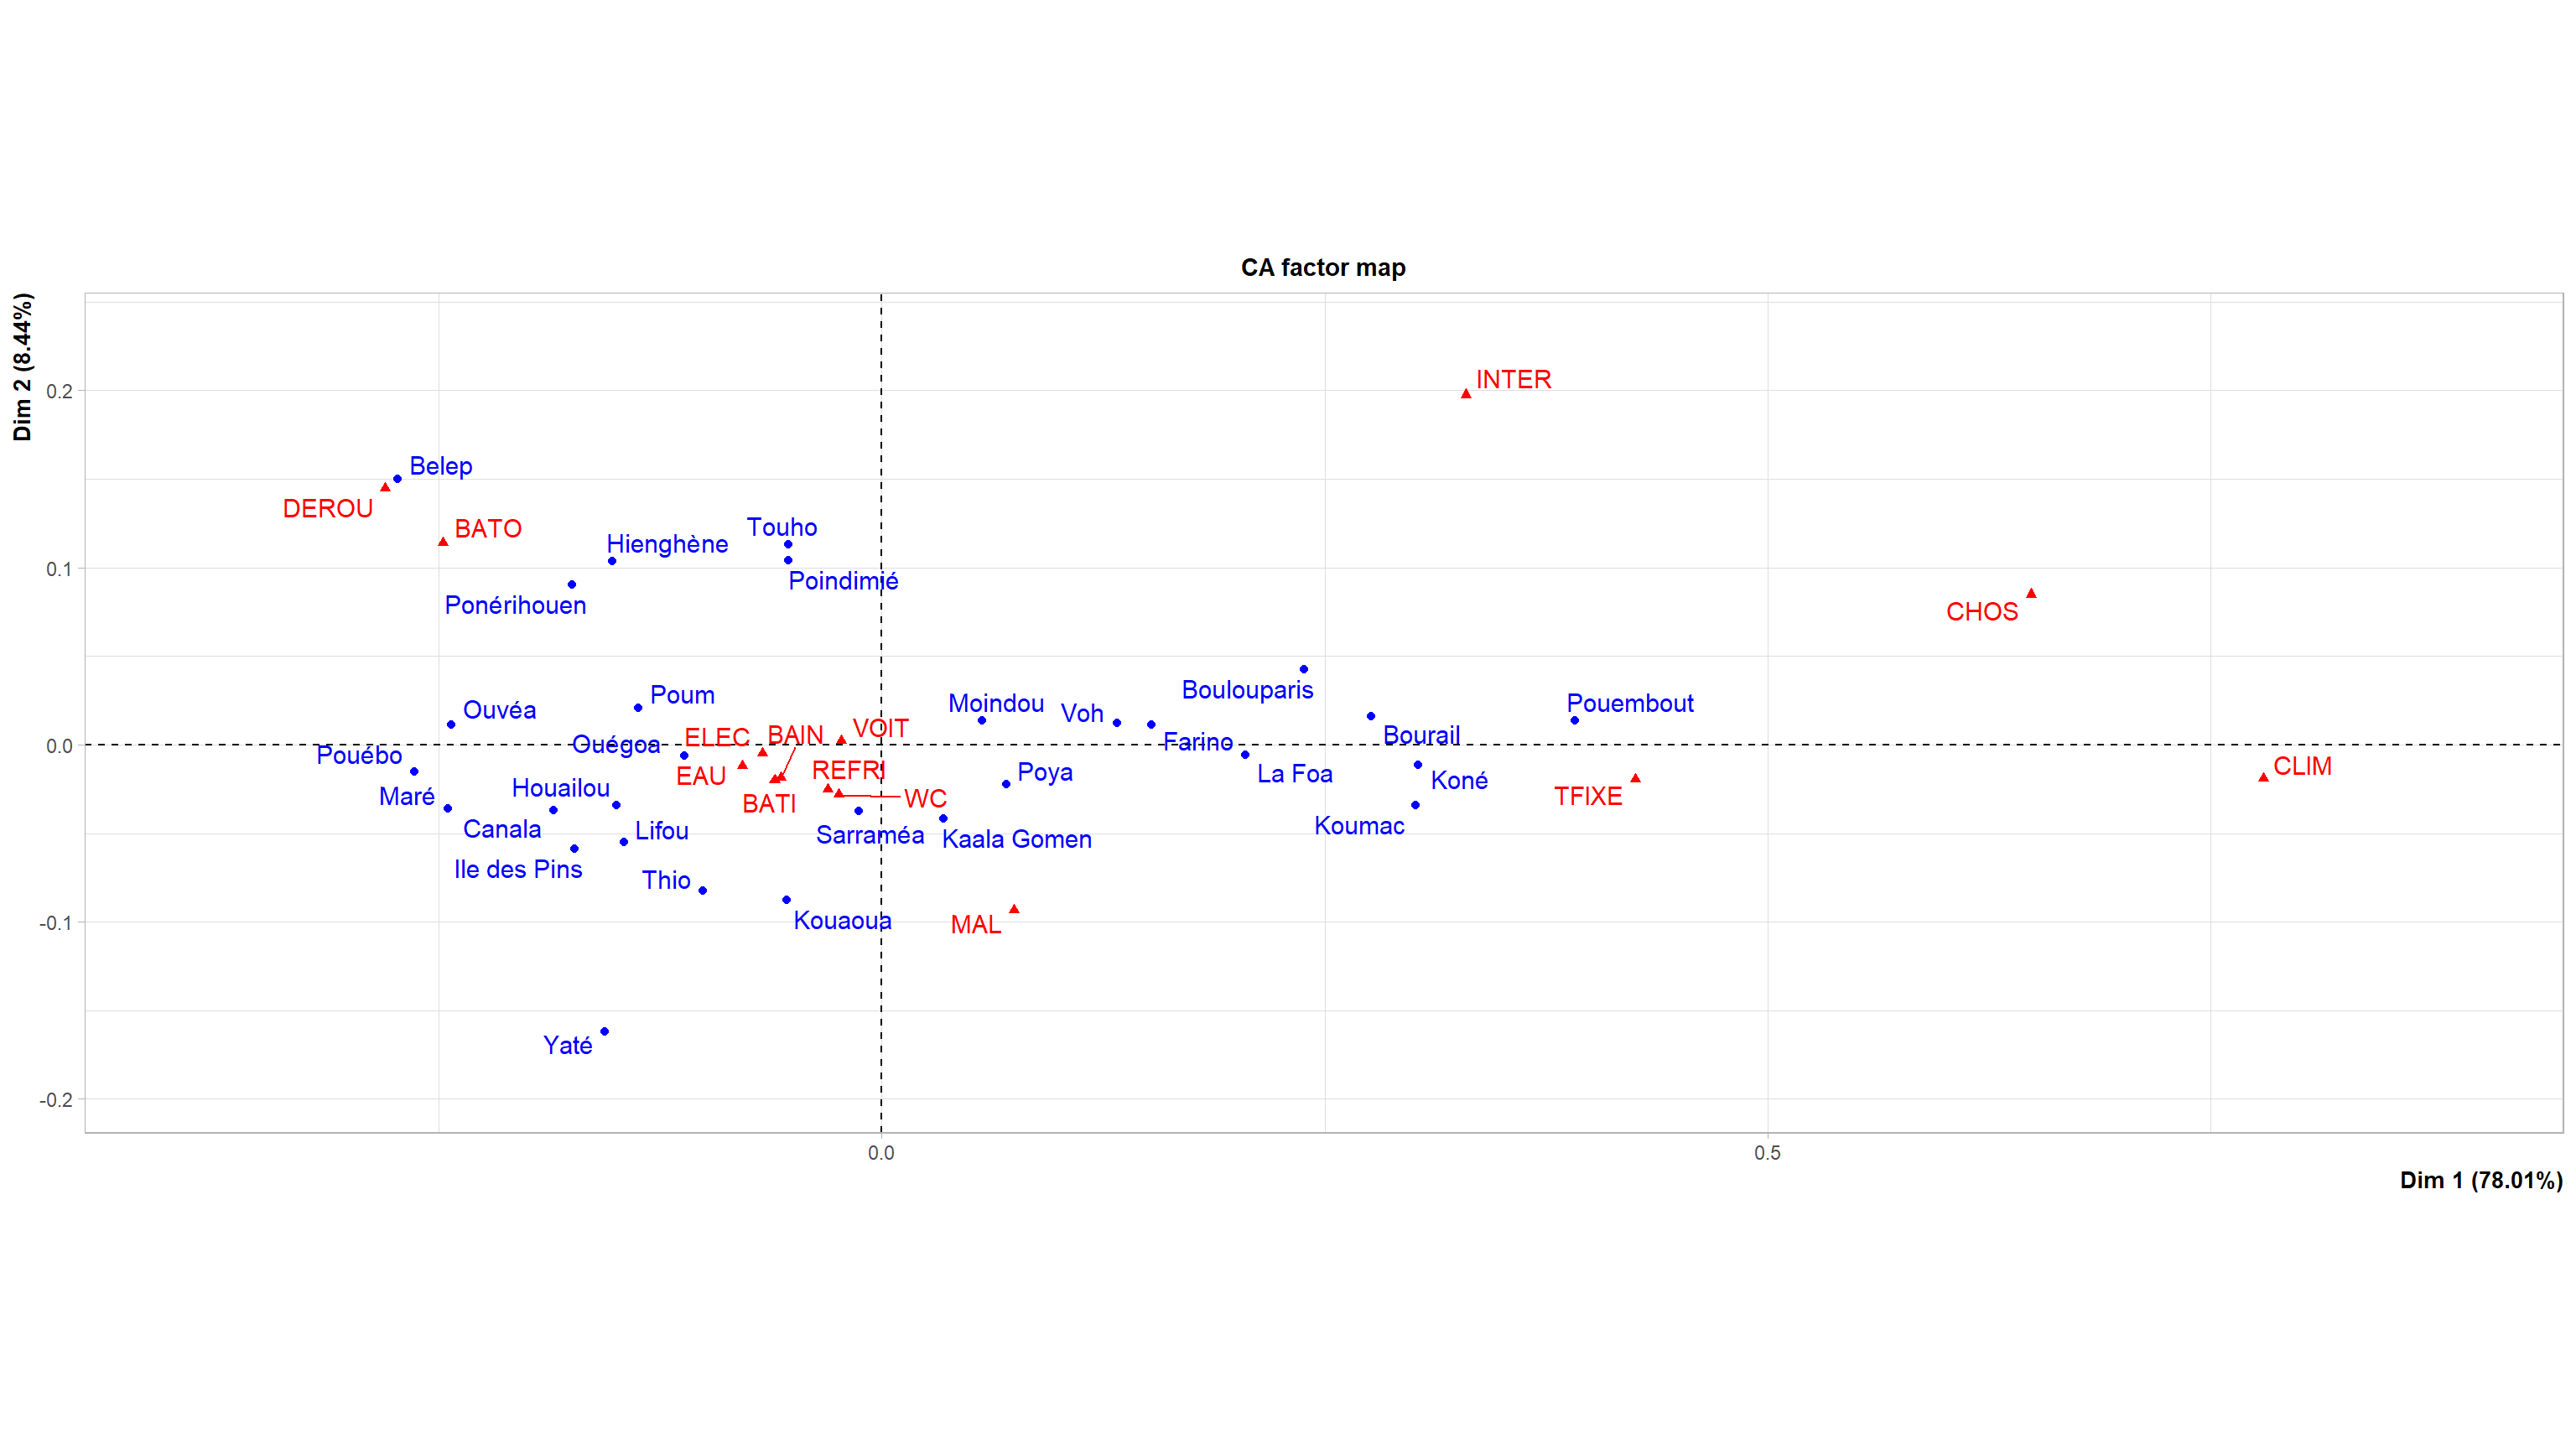 CA factor map
Dim 2 (8.44%)
INTER
0.2
Belep
DEROU
BATO
Touho
Hienghène
0.1
Poindimié
Ponérihouen
CHOS
Boulouparis
Poum
Moindou
Pouembout
Ouvéa
Voh
VOIT
BAIN
ELEC
Bourail
Farino
Ouégoa
0.0
Pouébo
CLIM
REFRI
Poya
La Foa
EAU
Koné
Houailou
Maré
TFIXE
WC
BATI
Koumac
Canala
Lifou
Sarraméa
Kaala Gomen
Ile des Pins
Thio
Kouaoua
-0.1
MAL
Yaté
-0.2
0.0
0.5
Dim 1 (78.01%)